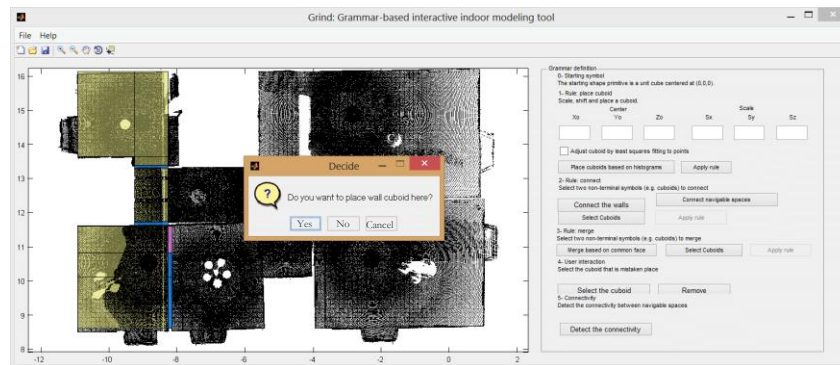 Grind: Grammar-based interactive indoor modeling tool
File Help
Grammar definition
0- Starting symbol
The starting shape primitive is a unit cube centered at (0,0,0).
1- Rule: place cuboid
Scale, shift and place a cuboid
Center Scale
Xo Yo Zo Sx Sy Sz
Adjust cuboid by least squares fitting to points
Place cuboids based on histograms Apply rule
2- Rule: connect
Select two non-terminal symbols (e.g. cuboids) to connect
Connect the walls Connect navigable spaces
Select Cuboids Apply rule
3- Rule: merge
Select two non-terminal symbols (e.g. cuboids) to merge
Merge based on common face Select Cuboids Apply rule
4- User interaction
Select the cuboid that is mistaken place
Select the cuboid Remove
5- Connectivity
Detect the connectivity between navigable spaces
Detect the connectivity
Decide
? Do you want to place wall cuboid here?
Yes No Cancel
16
15
14
13
12
11
10
9
8
-12 -10 -8 -6 -4 -2 0 2